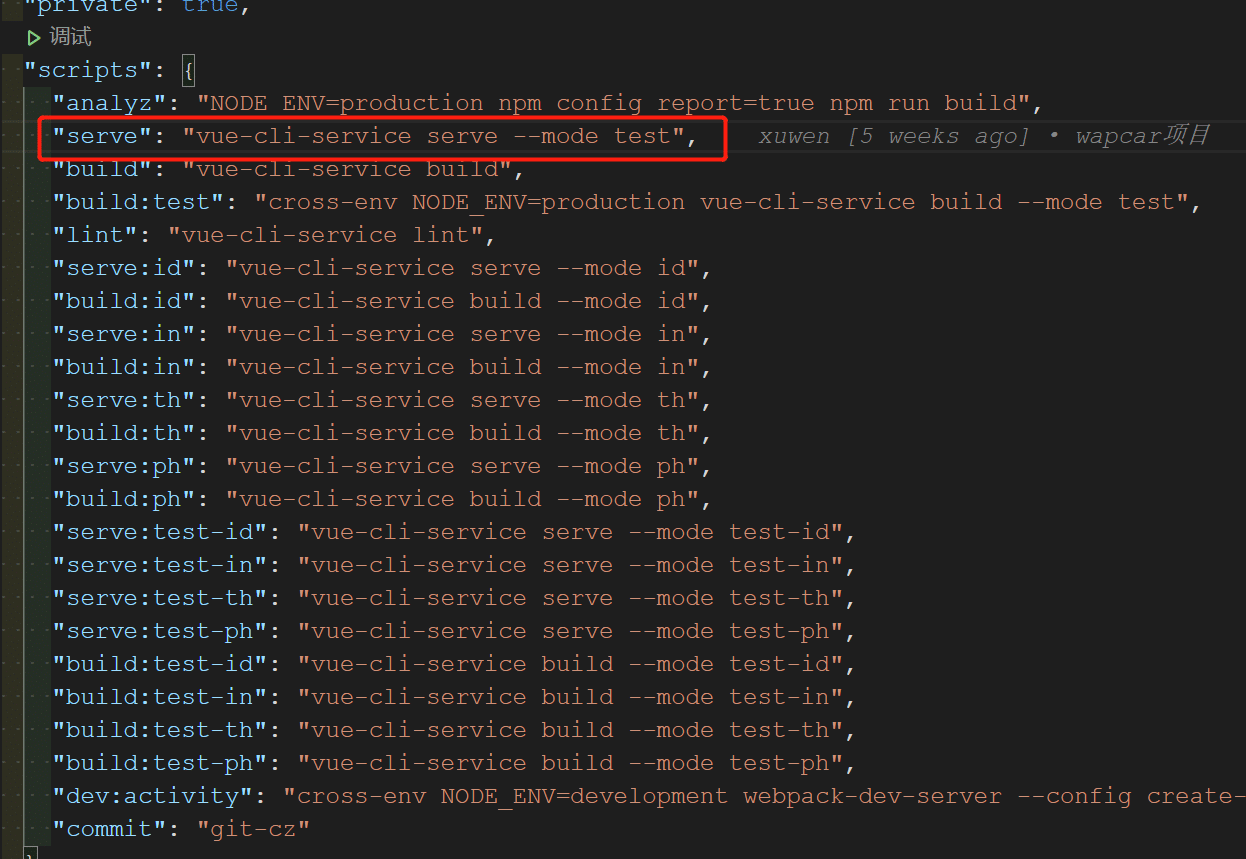 "private": true,
调试
"scripts": {
"analyz": "NODE_ENV=production npm_config_report=true npm run build",
"serve": "vue-cli-service serve --mode test", xuwen [5 weeks ago] • wapcar项目
"build": "vue-cli-service build",
"build:test": "cross-env NODE_ENV=production vue-cli-service build --mode test",
"lint": "vue-cli-service lint",
"serve:id": "vue-cli-service serve --mode id",
"build:id": "vue-cli-service build --mode id",
"serve:in": "vue-cli-service serve --mode in",
"build:in": "vue-cli-service build --mode in",
"serve:th": "vue-cli-service serve --mode th",
"build:th": "vue-cli-service build --mode th",
"serve:ph": "vue-cli-service serve --mode ph",
"build:ph": "vue-cli-service build --mode ph",
"serve:test-id": "vue-cli-service serve --mode test-id",
"serve:test-in": "vue-cli-service serve --mode test-in",
"serve:test-th": "vue-cli-service serve --mode test-th",
"serve:test-ph": "vue-cli-service serve --mode test-ph",
"build:test-id": "vue-cli-service build --mode test-id",
"build:test-in": "vue-cli-service build --mode test-in",
"build:test-th": "vue-cli-service build --mode test-th",
"build:test-ph": "vue-cli-service build --mode test-ph",
"dev:activity": "cross-env NODE_ENV=development webpack-dev-server --config create-
"commit": "git-cz"
}